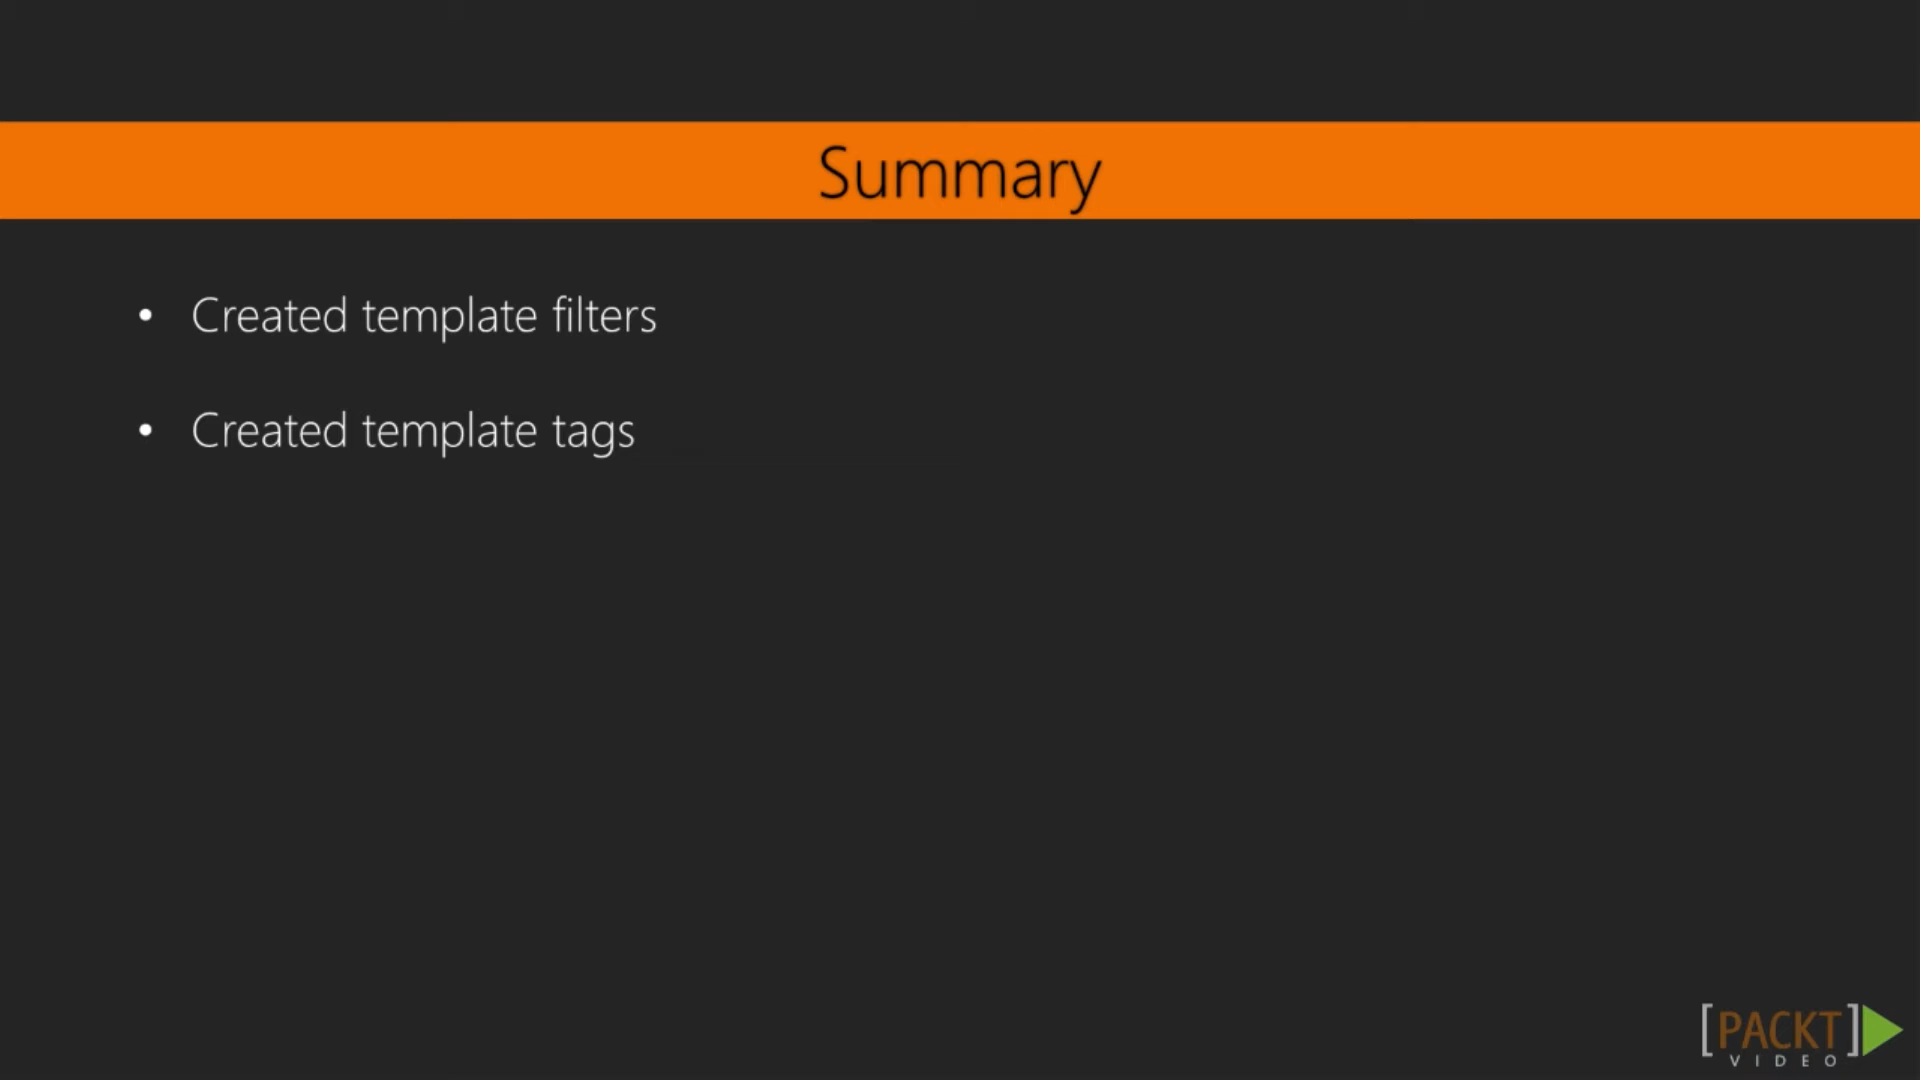 Summary
• Created template filters
• Created template tags
[PACKT]
VIDEO